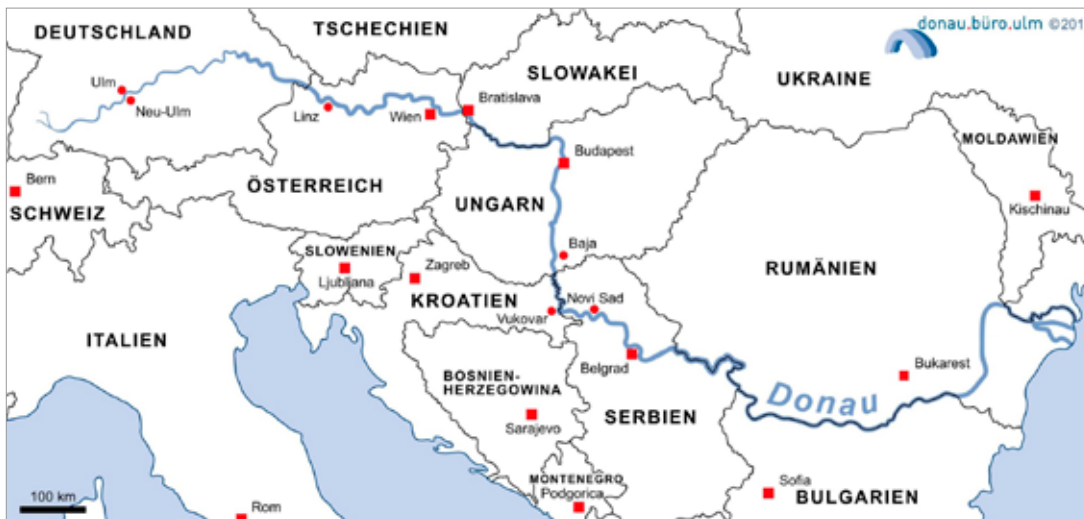 donau.büro.ulm ©201
DEUTSCHLAND
TSCHECHIEN
SLOWAKEI
UKRAINE
Ulm
Neu-Ulm
Linz
Wien
Bratislava
MOLDAWIEN
Budapest
Bern
ÖSTERREICH
Kischinau
SCHWEIZ
UNGARN
SLOWENIEN
Baja
Ljubljana
Zagreb
RUMÄNIEN
KROATIEN
Novi Sad
Vukovar
ITALIEN
Belgrad
Bukarest
BOSNIEN-
HERZEGOWINA
Donau
SERBIEN
Sarajevo
MONTENEGRO
Podgorica
Sofia
BULGARIEN
100 km
Rom